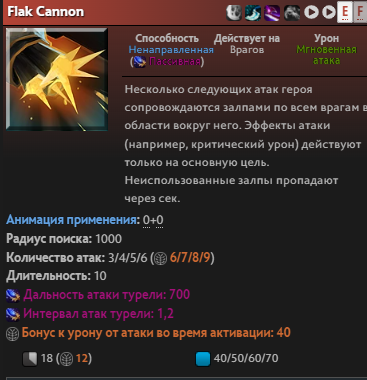 Flak Cannon
E F
Способность Действует на Урон
Ненаправленная Врагов Мгновенная
(Пассивная) атака
Несколько следующих атак героя
сопровождаются залпами по всем врагам в
области вокруг него. Эффекты атаки
(например, критический урон) действуют
только на основную цель.
Неиспользованные залпы пропадают
через сек.
Анимация применения: 0+0
Радиус поиска: 1000
Количество атак: 3/4/5/6 (6/7/8/9)
Длительность: 10
Дальность атаки турели: 700
Интервал атак турели: 1,2
Бонус к урону от атаки во время активации: 40
18 (12) 40/50/60/70